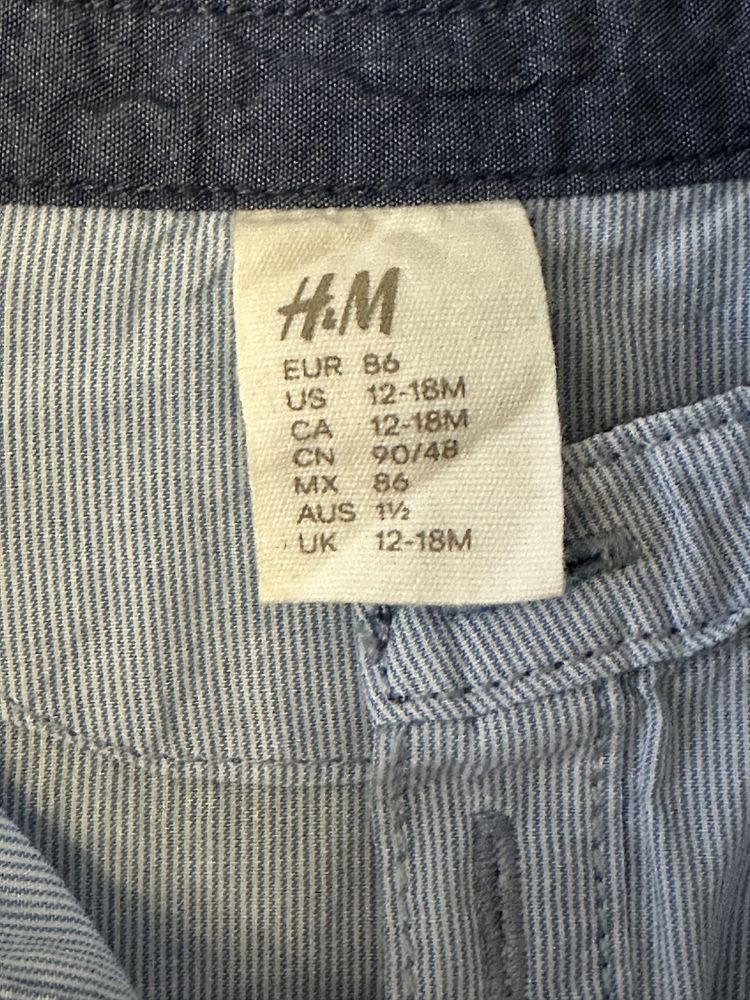 H&M
EUR 86
US 12-18M
CA 12-18M
CN 90/48
MX 86
AUS 1½
UK 12-18M